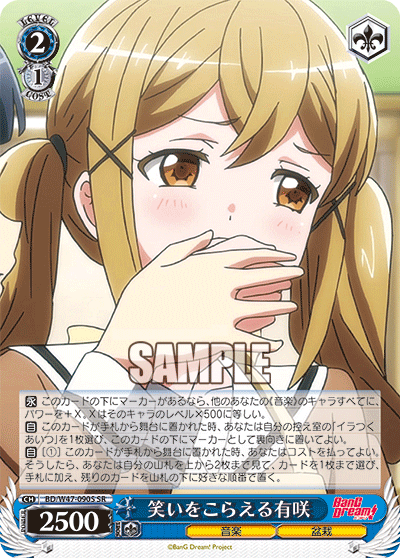 LEVEL
2
1
COST
SAMPLE
永 このカードの下にマーカーがあるなら、他のあなたの《音楽》のキャラすべてに、
パワーを+X。Xはそのキャラのレベル×500に等しい。
自 このカードが手札から舞台に置かれた時、あなたは自分の控え室の「イラつく
あいつ」を1枚選び、このカードの下にマーカーとして裏向きに置いてよい。
自 [①] このカードが手札から舞台に置かれた時、あなたはコストを払ってよい。
そうしたなら、あなたは自分の山札を上から2枚まで見て、カードを1枚まで選び、手札
に加え、残りのカードを山札の下に好きな順番で置く。
CH BD/W47-090S SR
2500
笑いをこらえる有咲
BanG Dream!
音楽
盆栽
©BanG Dream! Project